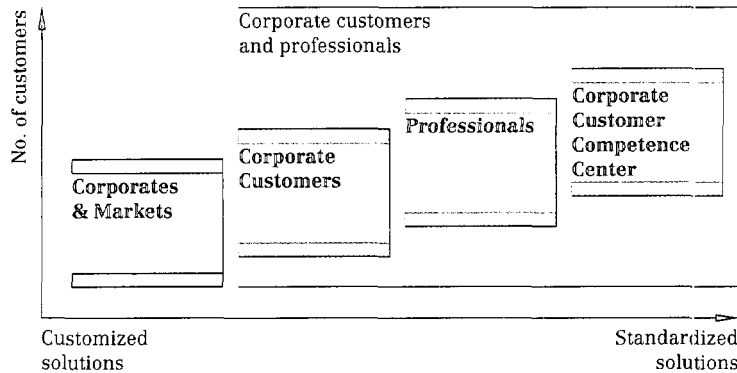 Corporate customers
and professionals
No. of customers
Corporates
& Markets
Corporate
Customers
Professionals
Corporate
Customer
Competence
Center
Customized
solutions
Standardized
solutions